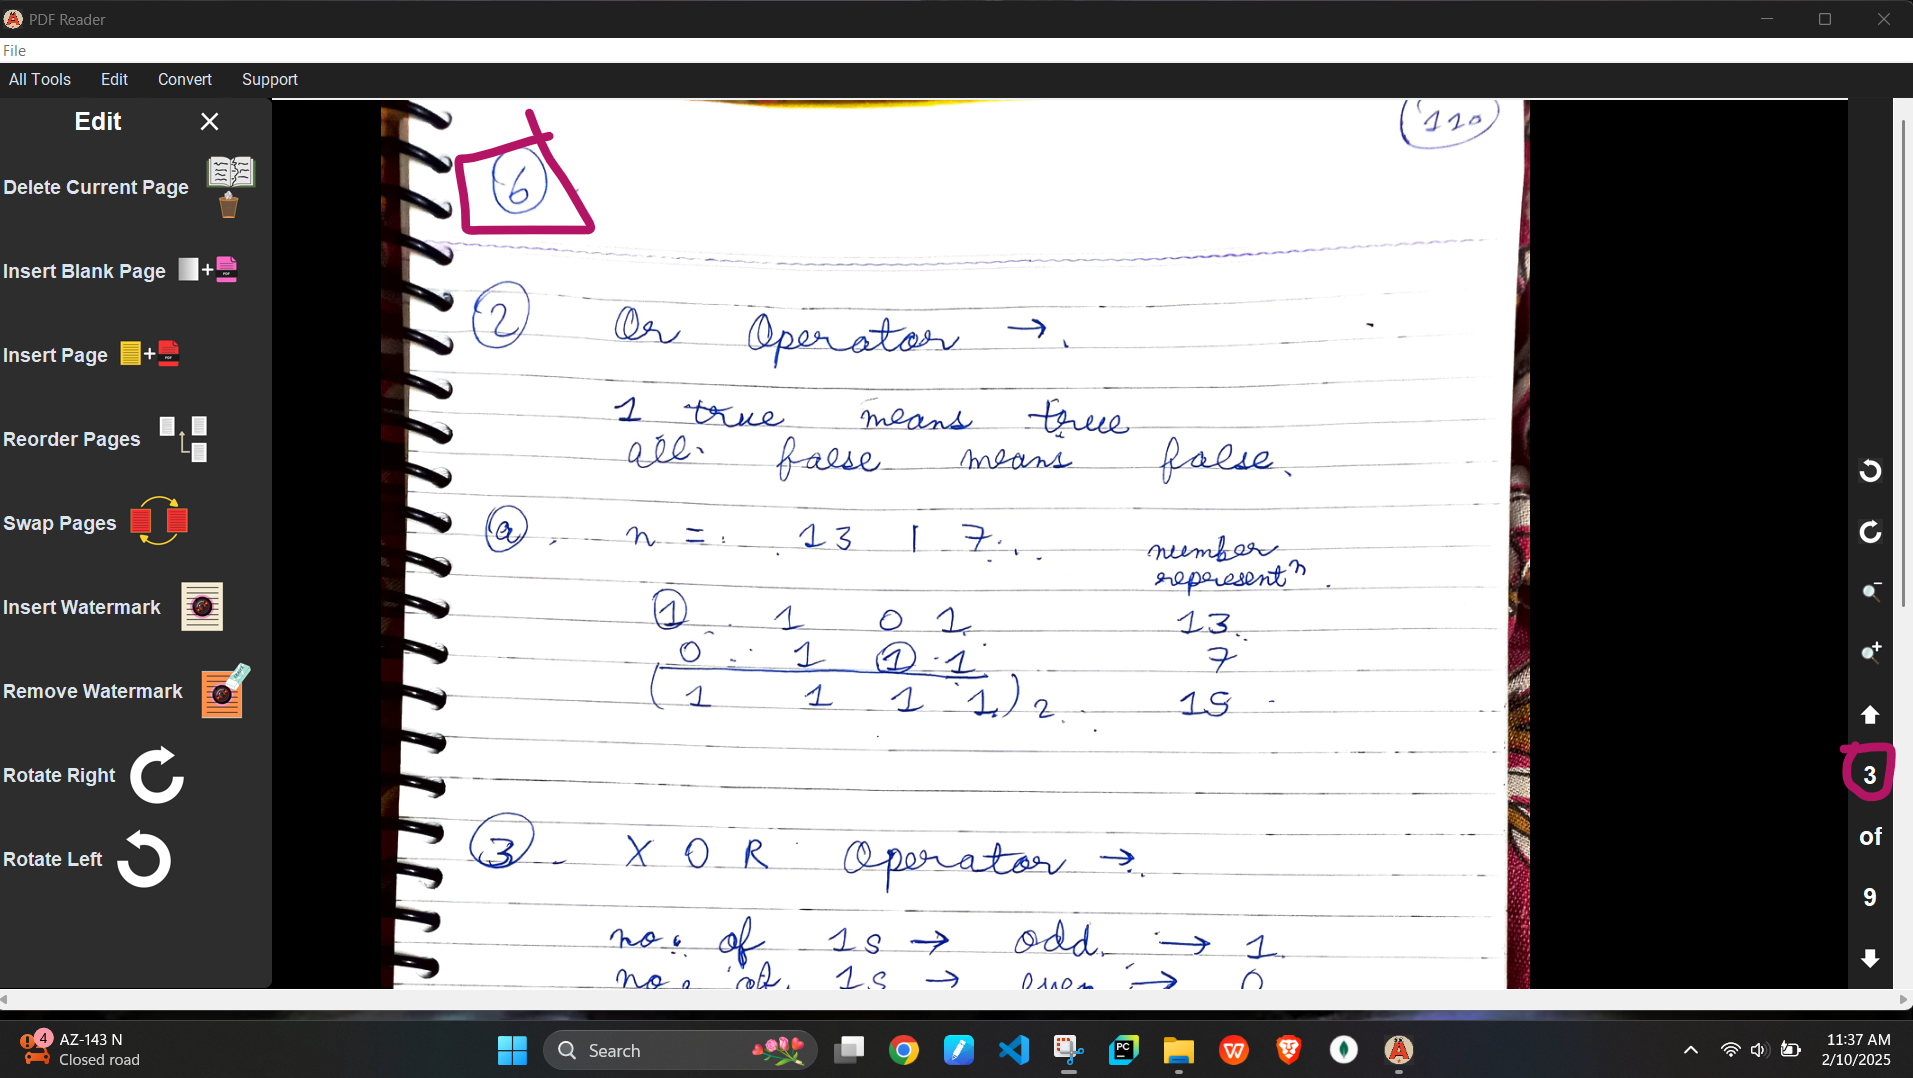 PDF Reader
File
All Tools Edit Convert Support
Edit
Delete Current Page
Insert Blank Page
Insert Page
Reorder Pages
Swap Pages
Insert Watermark
Remove Watermark
Rotate Right
Rotate Left
110
6
2 Or Operator →
1 true means true
all false means false.
a. n = 13 | 7
number
represent^n.
1 1 0 1 13
0 1 1 1 7
(1 1 1 1)₂ 15
3 - XOR Operator →
no. of 1s → odd. → 1
no. of 1s → even → 0
3
of
9
4
AZ-143 N
Closed road
Search
PC
11:37 AM
2/10/2025